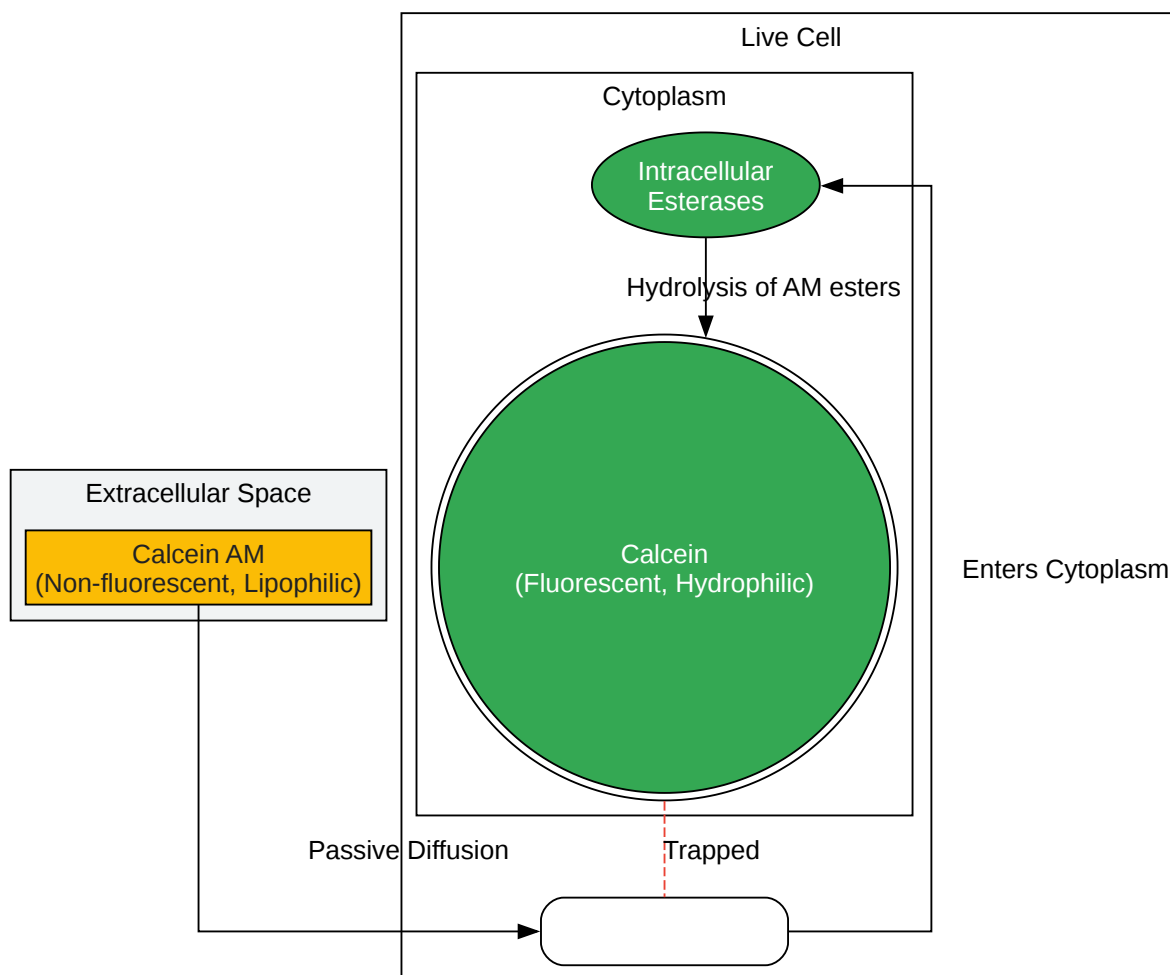 Live Cell
Cytoplasm
Intracellular
Esterases
Hydrolysis of AM esters
Extracellular Space
Calcein AM
(Non-fluorescent, Lipophilic)
Calcein
(Fluorescent, Hydrophilic)
Enters Cytoplasm
Passive Diffusion
Trapped